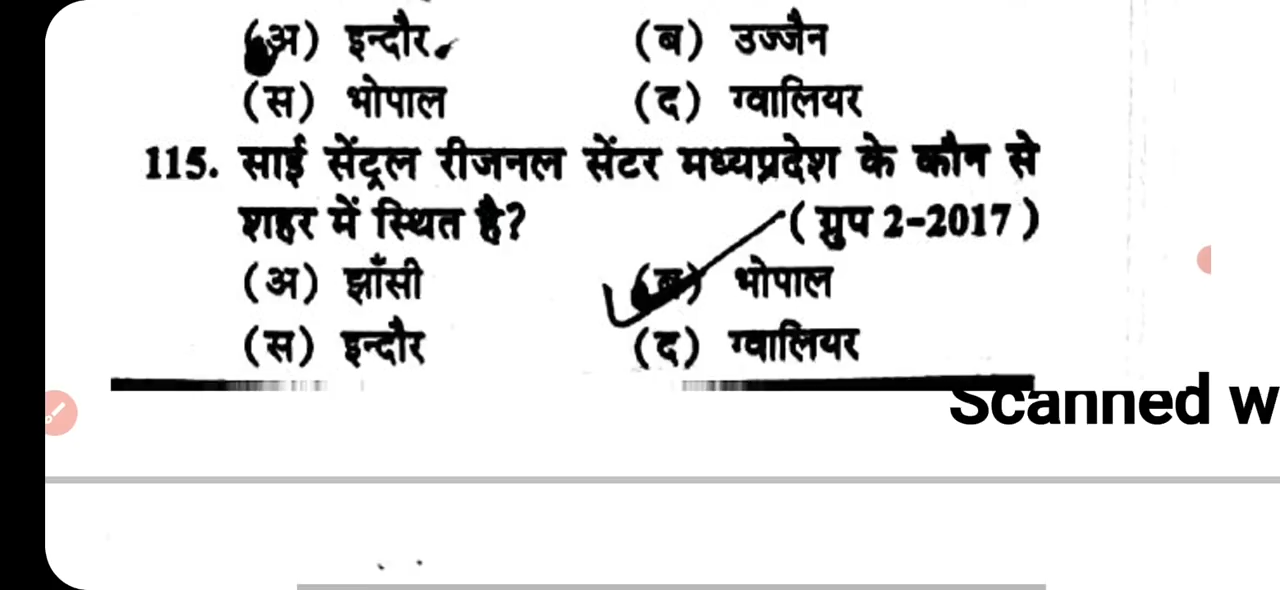 (अ) इन्दौर (ब) उज्जैन
(स) भोपाल (द) ग्वालियर
115. साई सेंट्रल रीजनल सेंटर मध्यप्रदेश के कौन से
शहर में स्थित है? (ग्रुप 2-2017)
(अ) झाँसी (ब) भोपाल
(स) इन्दौर (द) ग्वालियर
Scanned w